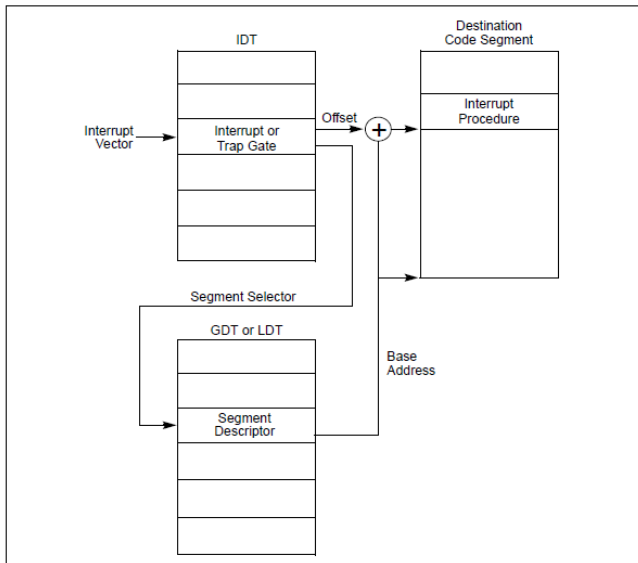 IDT
Destination
Code Segment
Interrupt
Vector
Interrupt or
Trap Gate
Offset
+
Interrupt
Procedure
Segment Selector
GDT or LDT
Base
Address
Segment
Descriptor